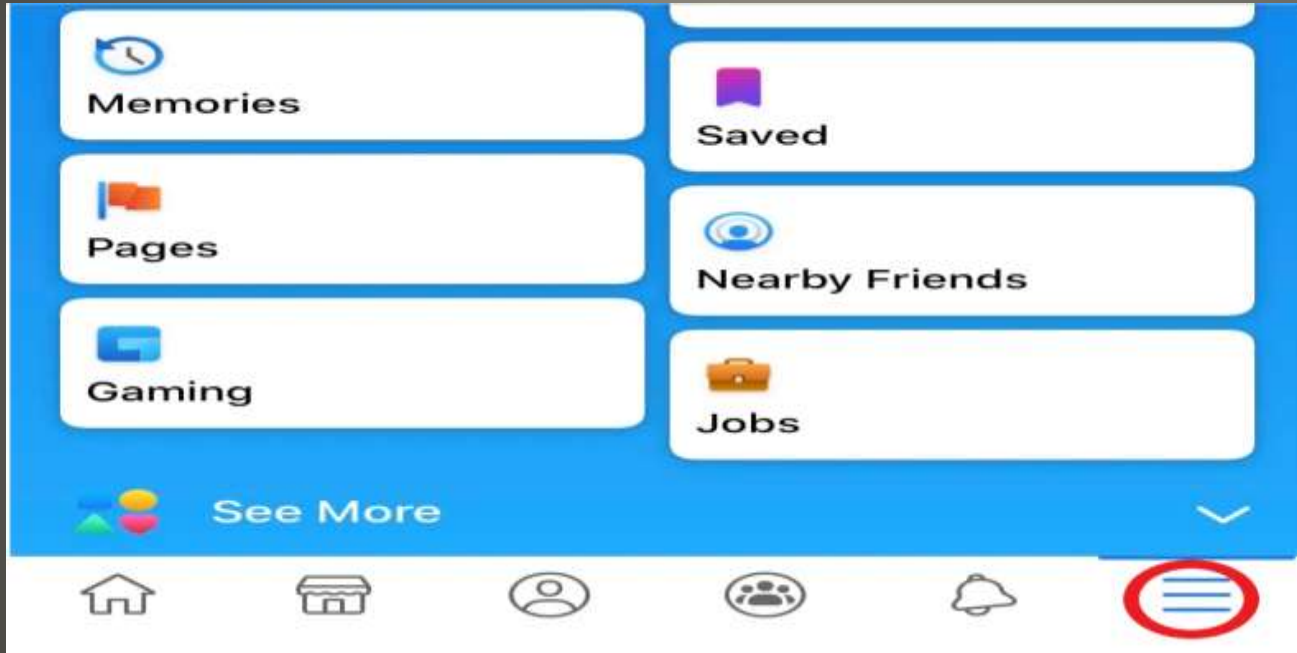 Memories
Saved
Pages
Nearby Friends
Gaming
Jobs
See More